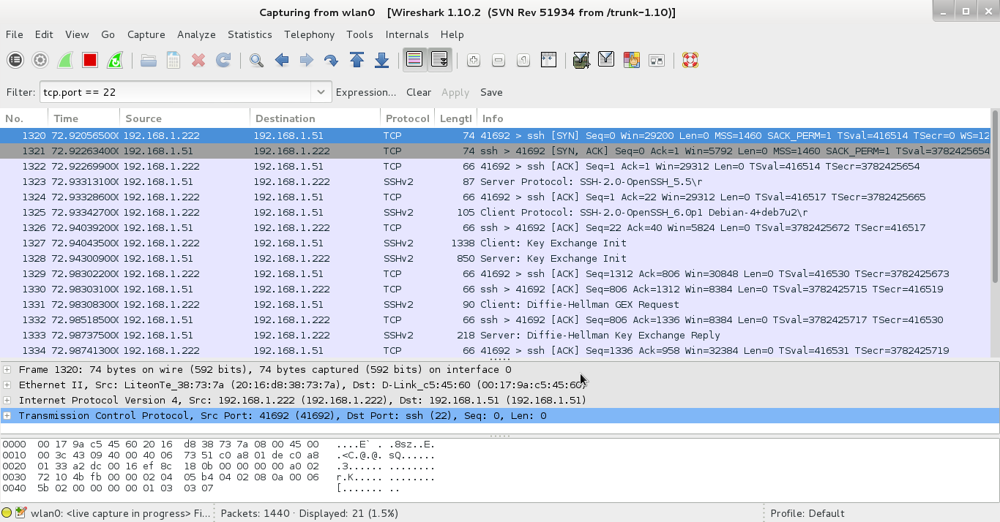 Capturing from wlan0 [Wireshark 1.10.2 (SVN Rev 51934 from /trunk-1.10)]
File Edit View Go Capture Analyze Statistics Telephony Tools Internals Help
Filter: tcp.port == 22 Expression... Clear Apply Save
No. Time Source Destination Protocol Lengtl Info
1320 72.920565000 192.168.1.222 192.168.1.51 TCP 74 41692 > ssh [SYN] Seq=0 Win=29200 Len=0 MSS=1460 SACK_PERM=1 TSval=416514 TSecr=0 WS=12
1321 72.922634000 192.168.1.51 192.168.1.222 TCP 74 ssh > 41692 [SYN, ACK] Seq=0 Ack=1 Win=5792 Len=0 MSS=1460 SACK_PERM=1 TSval=3782425654
1322 72.922699000 192.168.1.222 192.168.1.51 TCP 66 41692 > ssh [ACK] Seq=1 Ack=1 Win=29312 Len=0 TSval=416514 TSecr=3782425654
1323 72.933131000 192.168.1.51 192.168.1.222 SSHv2 87 Server Protocol: SSH-2.0-OpenSSH_5.5\r
1324 72.933286000 192.168.1.222 192.168.1.51 TCP 66 41692 > ssh [ACK] Seq=1 Ack=22 Win=29312 Len=0 TSval=416517 TSecr=3782425665
1325 72.933427000 192.168.1.222 192.168.1.51 SSHv2 105 Client Protocol: SSH-2.0-OpenSSH_6.0p1 Debian-4+deb7u2\r
1326 72.940392000 192.168.1.51 192.168.1.222 TCP 66 ssh > 41692 [ACK] Seq=22 Ack=40 Win=5824 Len=0 TSval=3782425672 TSecr=416517
1327 72.940435000 192.168.1.222 192.168.1.51 SSHv2 1338 Client: Key Exchange Init
1328 72.943009000 192.168.1.51 192.168.1.222 SSHv2 850 Server: Key Exchange Init
1329 72.983022000 192.168.1.222 192.168.1.51 TCP 66 41692 > ssh [ACK] Seq=1312 Ack=806 Win=30848 Len=0 TSval=416530 TSecr=3782425673
1330 72.983031000 192.168.1.51 192.168.1.222 TCP 66 ssh > 41692 [ACK] Seq=806 Ack=1312 Win=8384 Len=0 TSval=3782425715 TSecr=416519
1331 72.983083000 192.168.1.222 192.168.1.51 SSHv2 90 Client: Diffie-Hellman GEX Request
1332 72.985185000 192.168.1.51 192.168.1.222 TCP 66 ssh > 41692 [ACK] Seq=806 Ack=1336 Win=8384 Len=0 TSval=3782425717 TSecr=416530
1333 72.987375000 192.168.1.51 192.168.1.222 SSHv2 218 Server: Diffie-Hellman Key Exchange Reply
1334 72.987413000 192.168.1.222 192.168.1.51 TCP 66 41692 > ssh [ACK] Seq=1336 Ack=958 Win=32384 Len=0 TSval=416531 TSecr=3782425719
Frame 1320: 74 bytes on wire (592 bits), 74 bytes captured (592 bits) on interface 0
Ethernet II, Src: LiteonTe_38:73:7a (20:16:d8:38:73:7a), Dst: D-Link_c5:45:60 (00:17:9a:c5:45:60)
Internet Protocol Version 4, Src: 192.168.1.222 (192.168.1.222), Dst: 192.168.1.51 (192.168.1.51)
Transmission Control Protocol, Src Port: 41692 (41692), Dst Port: ssh (22), Seq: 0, Len: 0
0000 00 17 9a c5 45 60 20 16 d8 38 73 7a 08 00 45 00 ....E` . .8sz..E.
0010 00 3c 43 09 40 00 40 06 73 51 c0 a8 01 de c0 a8 .<C.@.@. sQ......
0020 01 33 a2 dc 00 16 ef 8c 18 0b 00 00 00 00 a0 02 .3...... ........
0030 72 10 4b fb 00 00 02 04 05 b4 04 02 08 0a 00 06 r.K..... ........
0040 5b 02 00 00 00 00 01 03 03 07 [....... ..
wlan0: <live capture in progress> Fi... Packets: 1440 · Displayed: 21 (1.5%) Profile: Default